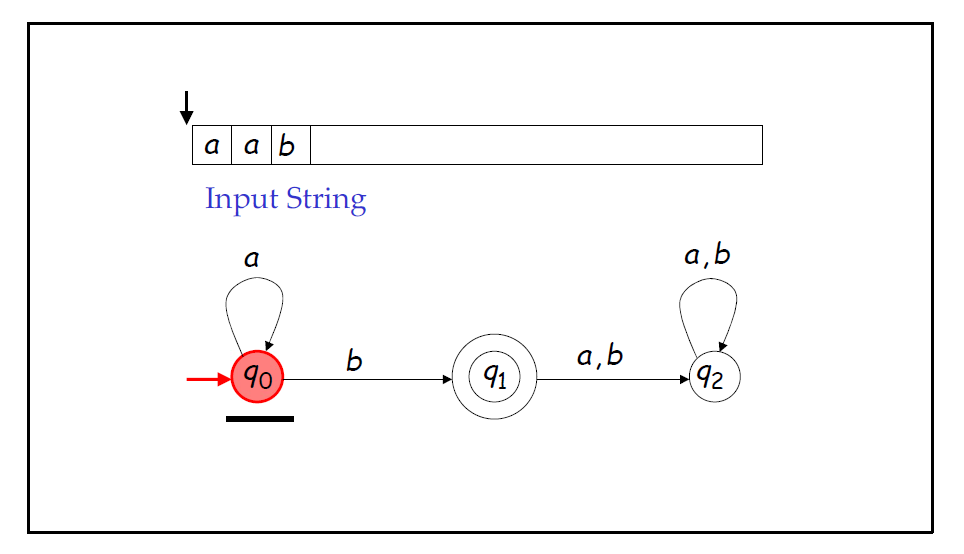 a a b
Input String
a
a,b
b
a,b
q0
q1
q2